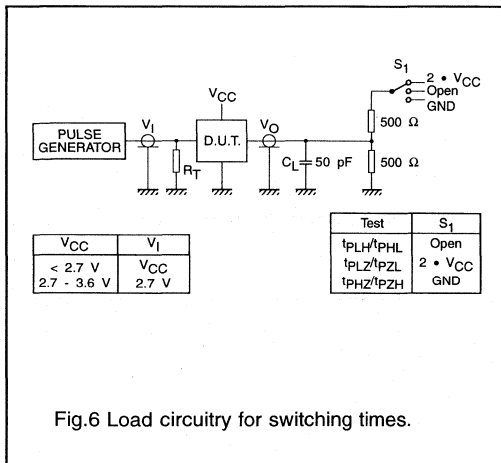 S1
2 • VCC
Open
GND
VCC
VI
VO
PULSE GENERATOR
D.U.T.
RT
CL
50 pF
500 Ω
500 Ω
VCC VI
< 2.7 V VCC
2.7 - 3.6 V 2.7 V
Test S1
tPLH/tPHL Open
tPLZ/tPZL 2 • VCC
tPHZ/tPZH GND
Fig.6 Load circuitry for switching times.